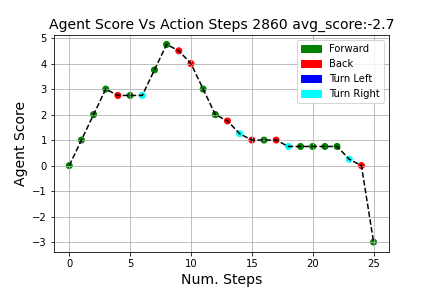 Agent Score Vs Action Steps 2860 avg_score:-2.7
Agent Score
5
4
3
2
1
0
−1
−2
−3
Forward
Back
Turn Left
Turn Right
0 5 10 15 20 25
Num. Steps